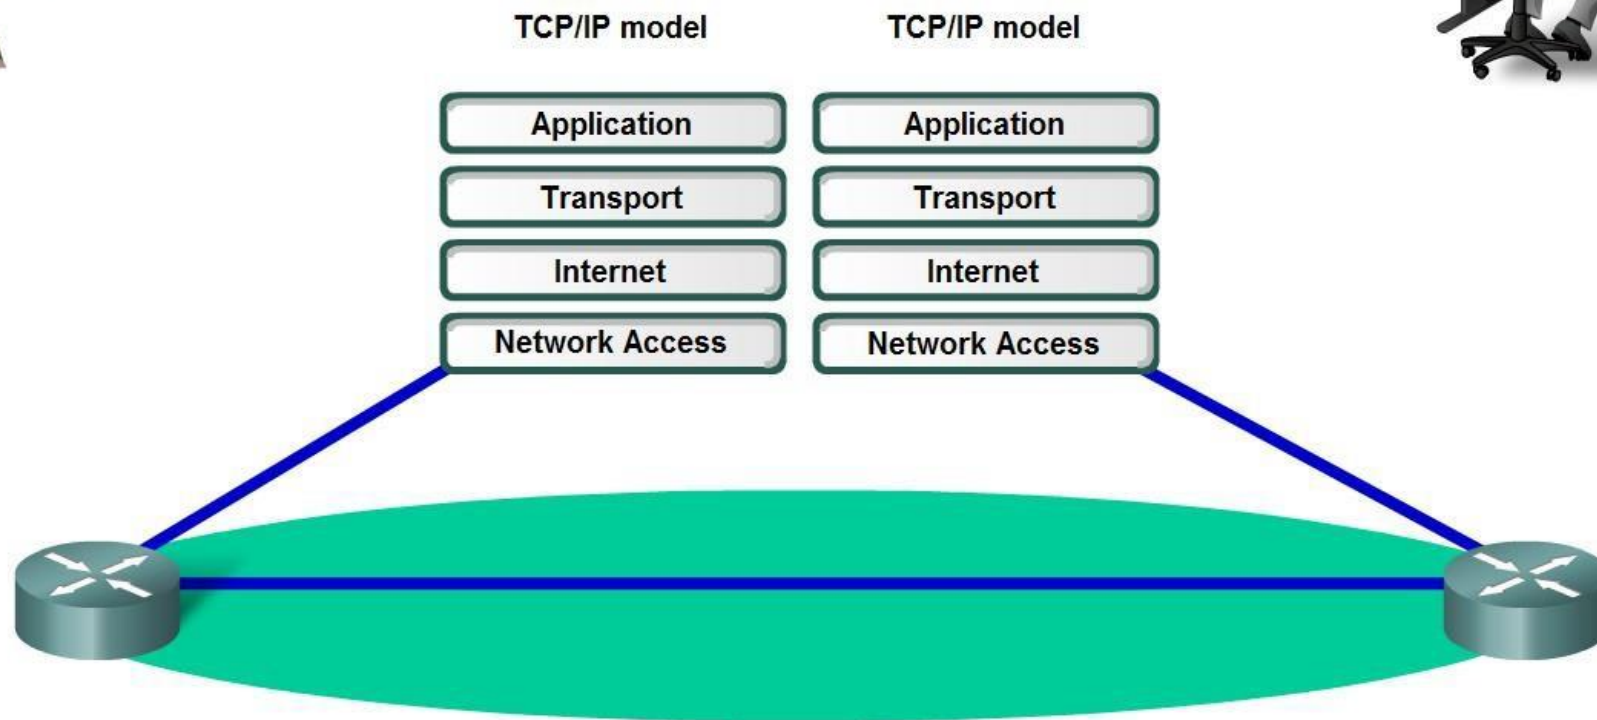 TCP/IP model TCP/IP model
Application Application
Transport Transport
Internet Internet
Network Access Network Access